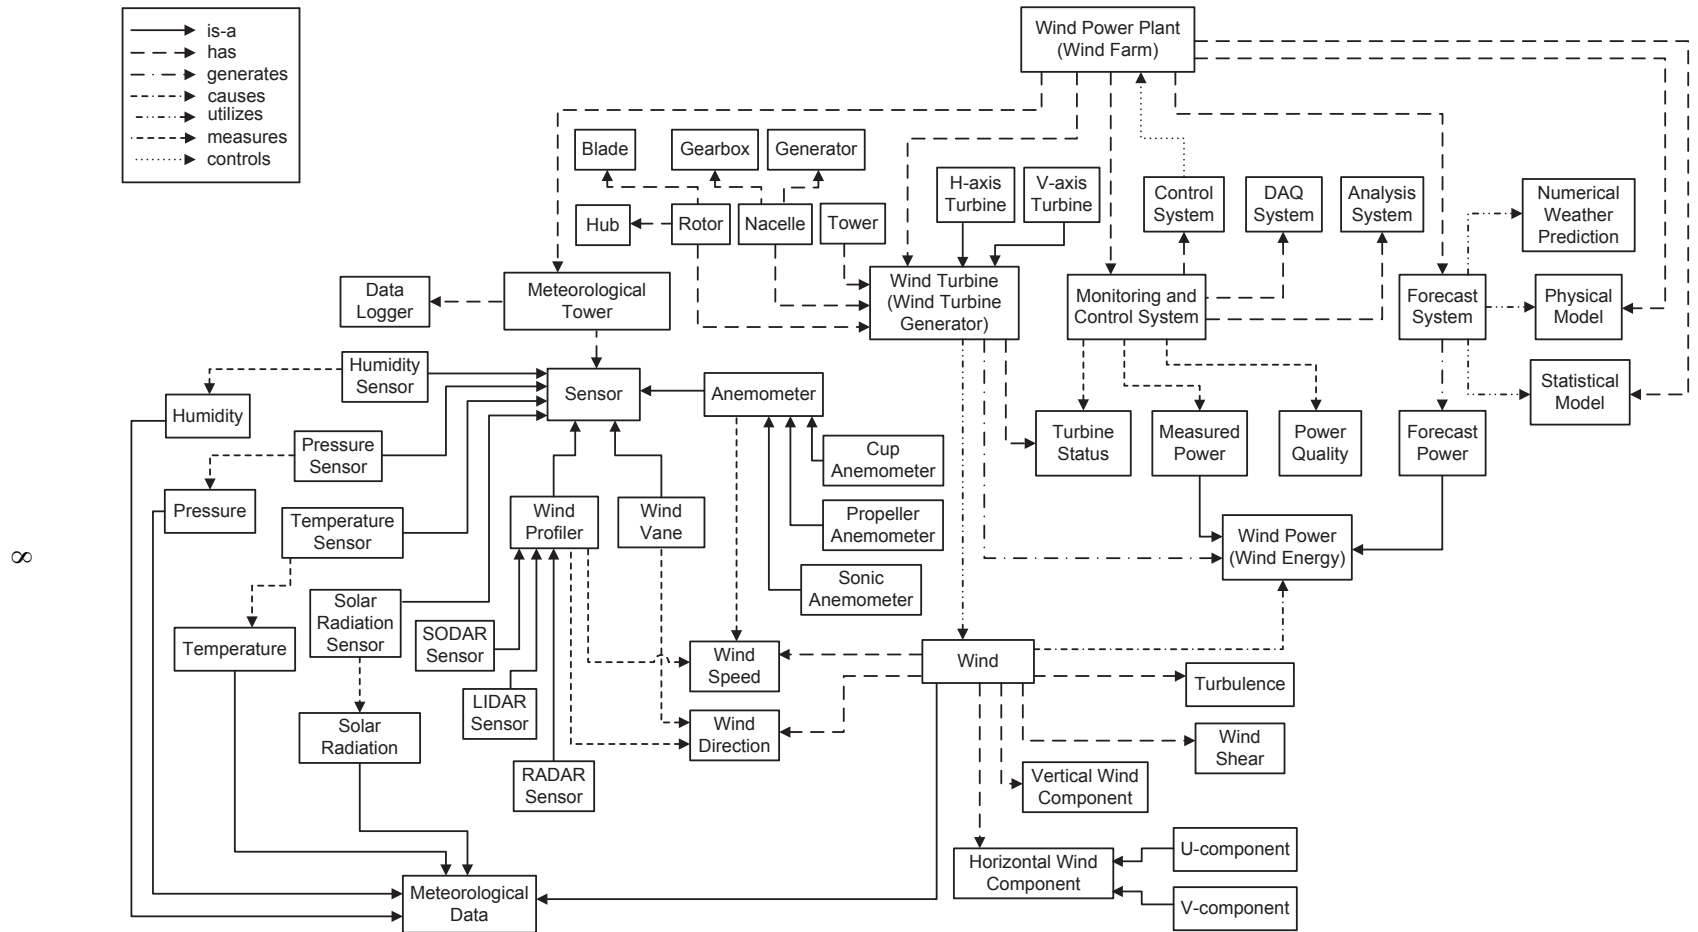 is-a
has
generates
causes
utilizes
measures
controls
Wind Power Plant
(Wind Farm)
Blade
Gearbox
Generator
H-axis
Turbine
V-axis
Turbine
Control
System
DAQ
System
Analysis
System
Numerical
Weather
Prediction
Hub
Rotor
Nacelle
Tower
Data
Logger
Meteorological
Tower
Wind Turbine
(Wind Turbine
Generator)
Monitoring and
Control System
Forecast
System
Physical
Model
Humidity
Sensor
Sensor
Anemometer
Statistical
Model
Humidity
Pressure
Sensor
Cup
Anemometer
Turbine
Status
Measured
Power
Power
Quality
Forecast
Power
Pressure
Temperature
Sensor
Wind
Profiler
Wind
Vane
Propeller
Anemometer
Wind Power
(Wind Energy)
8
Solar
Radiation
Sensor
Sonic
Anemometer
Temperature
SODAR
Sensor
Wind
Speed
Wind
Turbulence
LIDAR
Sensor
Solar
Radiation
Wind
Direction
Wind
Shear
RADAR
Sensor
Vertical Wind
Component
Horizontal Wind
Component
U-component
V-component
Meteorological
Data